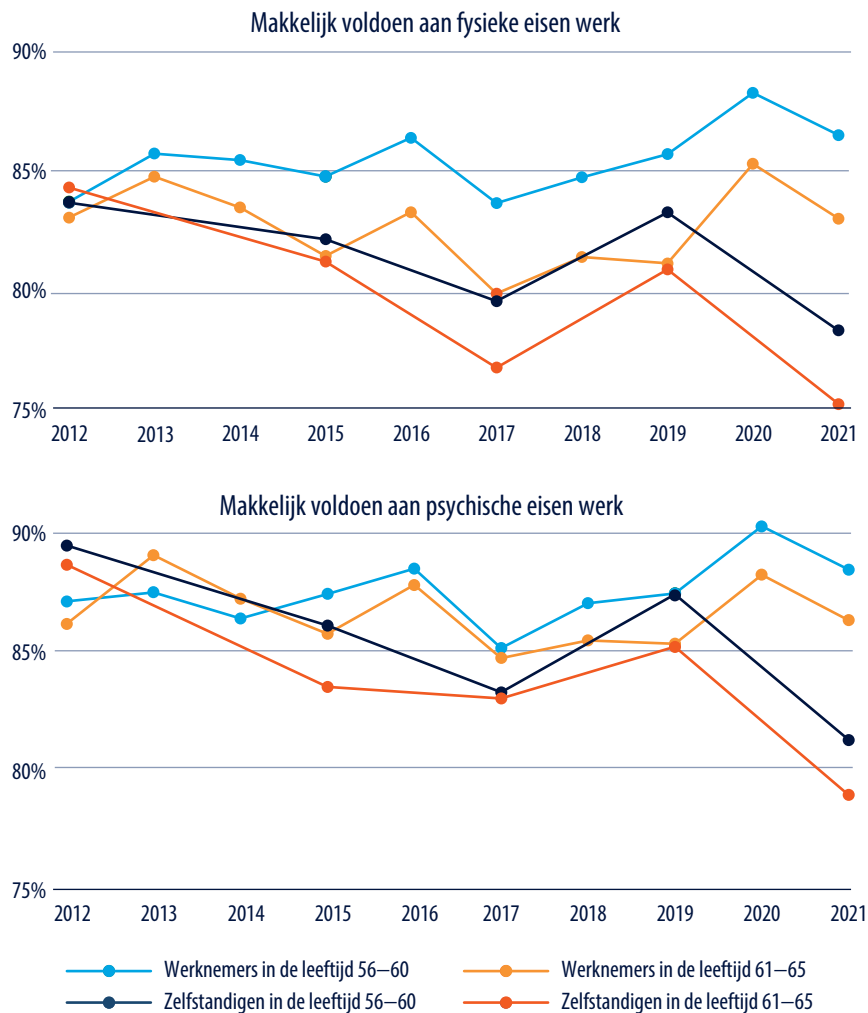 Makkelijk voldoen aan fysieke eisen werk
90%
85%
80%
75%
2012 2013 2014 2015 2016 2017 2018 2019 2020 2021
Makkelijk voldoen aan psychische eisen werk
90%
85%
80%
75%
2012 2013 2014 2015 2016 2017 2018 2019 2020 2021
Werknemers in de leeftijd 56–60 Werknemers in de leeftijd 61–65
Zelfstandigen in de leeftijd 56–60 Zelfstandigen in de leeftijd 61–65